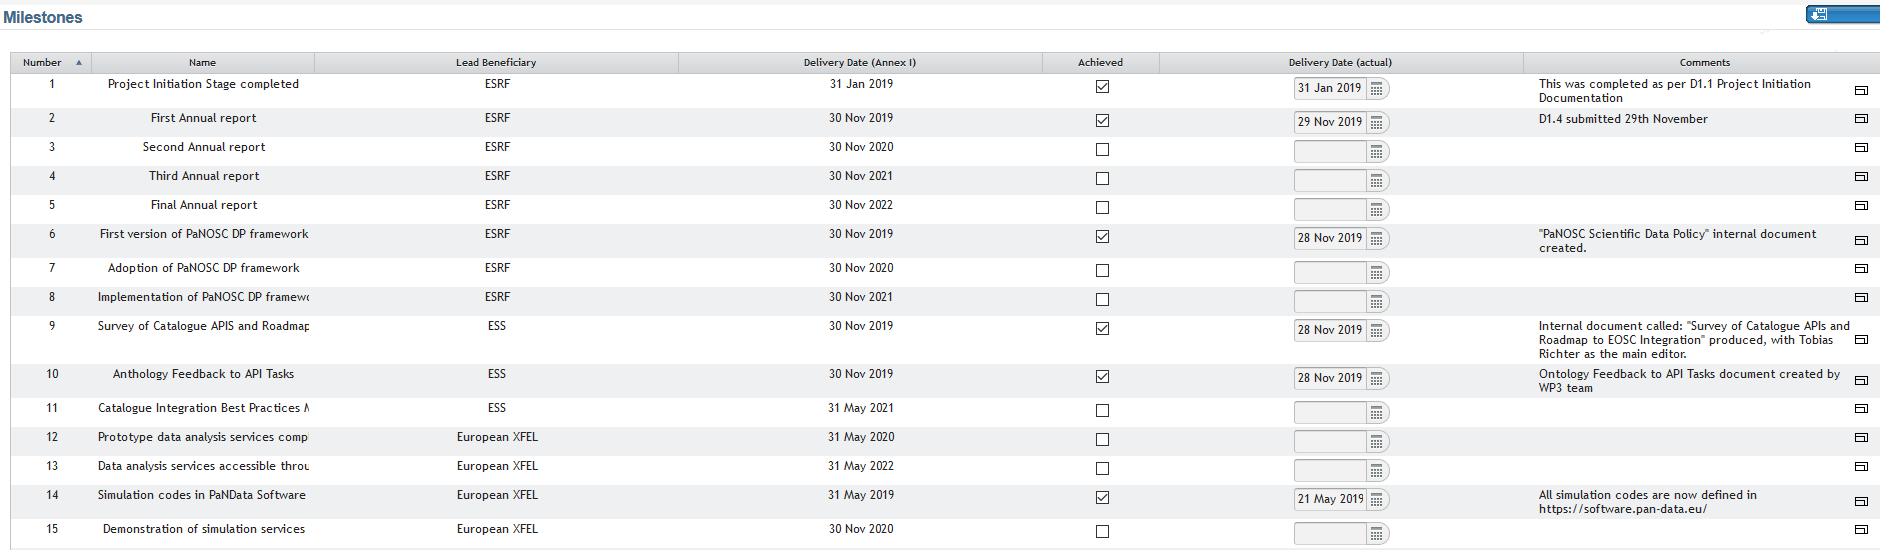 Milestones
Number Name Lead Beneficiary Delivery Date (Annex I) Achieved Delivery Date (actual) Comments
1 Project Initiation Stage completed ESRF 31 Jan 2019 31 Jan 2019 This was completed as per D1.1 Project Initiation
Documentation
2 First Annual report ESRF 30 Nov 2019 29 Nov 2019 D1.4 submitted 29th November
3 Second Annual report ESRF 30 Nov 2020
4 Third Annual report ESRF 30 Nov 2021
5 Final Annual report ESRF 30 Nov 2022
6 First version of PaNOSC DP framework ESRF 30 Nov 2019 28 Nov 2019 "PaNOSC Scientific Data Policy" internal document
created.
7 Adoption of PaNOSC DP framework ESRF 30 Nov 2020
8 Implementation of PaNOSC DP framewo ESRF 30 Nov 2021
9 Survey of Catalogue APIS and Roadmap ESS 30 Nov 2019 28 Nov 2019 Internal document called: "Survey of Catalogue APIs and
Roadmap to EOSC Integration" produced, with Tobias
Richter as the main editor.
10 Anthology Feedback to API Tasks ESS 30 Nov 2019 28 Nov 2019 Ontology Feedback to API Tasks document created by
WP3 team
11 Catalogue Integration Best Practices ESS 31 May 2021
12 Prototype data analysis services comp European XFEL 31 May 2020
13 Data analysis services accessible throu European XFEL 31 May 2022
14 Simulation codes in PaNData Software European XFEL 31 May 2019 21 May 2019 All simulation codes are now defined in
https://software.pan-data.eu/
15 Demonstration of simulation services European XFEL 30 Nov 2020